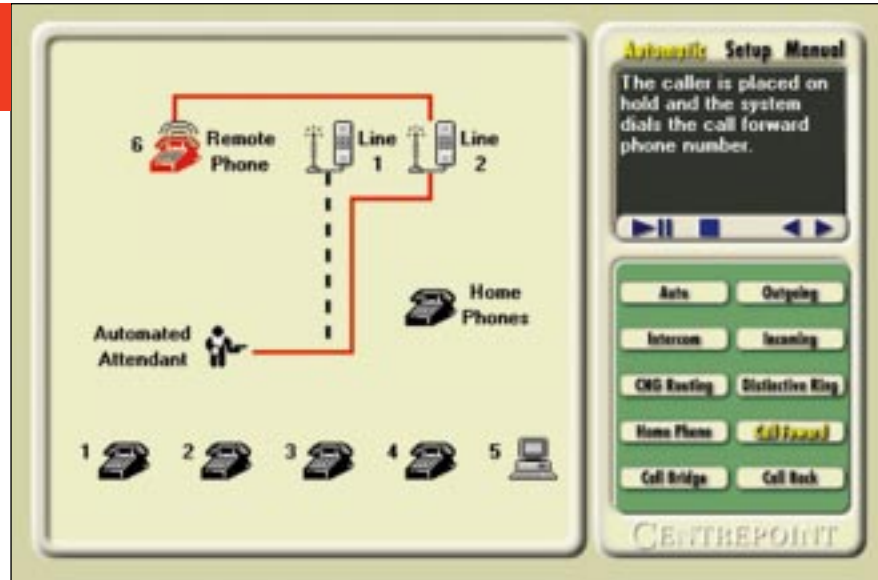 Automatic Setup Manual
The caller is placed on
hold and the system
dials the call forward
phone number.
6 Remote
Phone
Line
1
Line
2
Home
Phones
Automated
Attendant
1 2 3 4 5
Auto Outgoing
Intercom Incoming
CNG Routing Distinctive Ring
Home Phone Call Forward
Call Bridge Call Back
CENTREPOINT